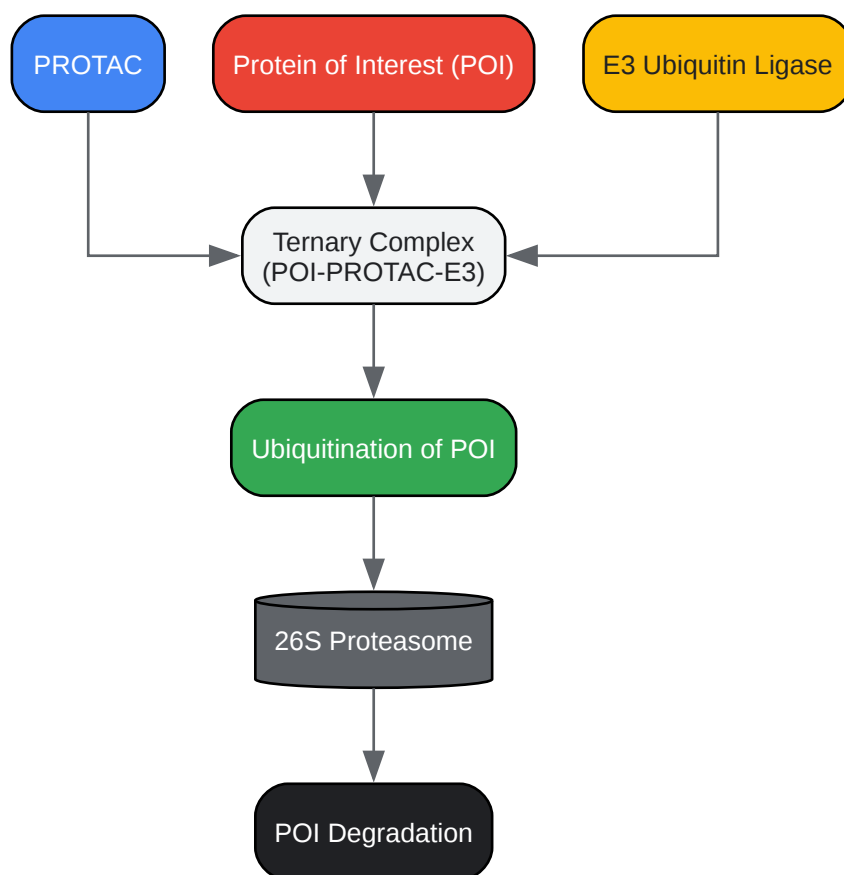 PROTAC
Protein of Interest (POI)
E3 Ubiquitin Ligase
Ternary Complex
(POI-PROTAC-E3)
Ubiquitination of POI
26S Proteasome
POI Degradation